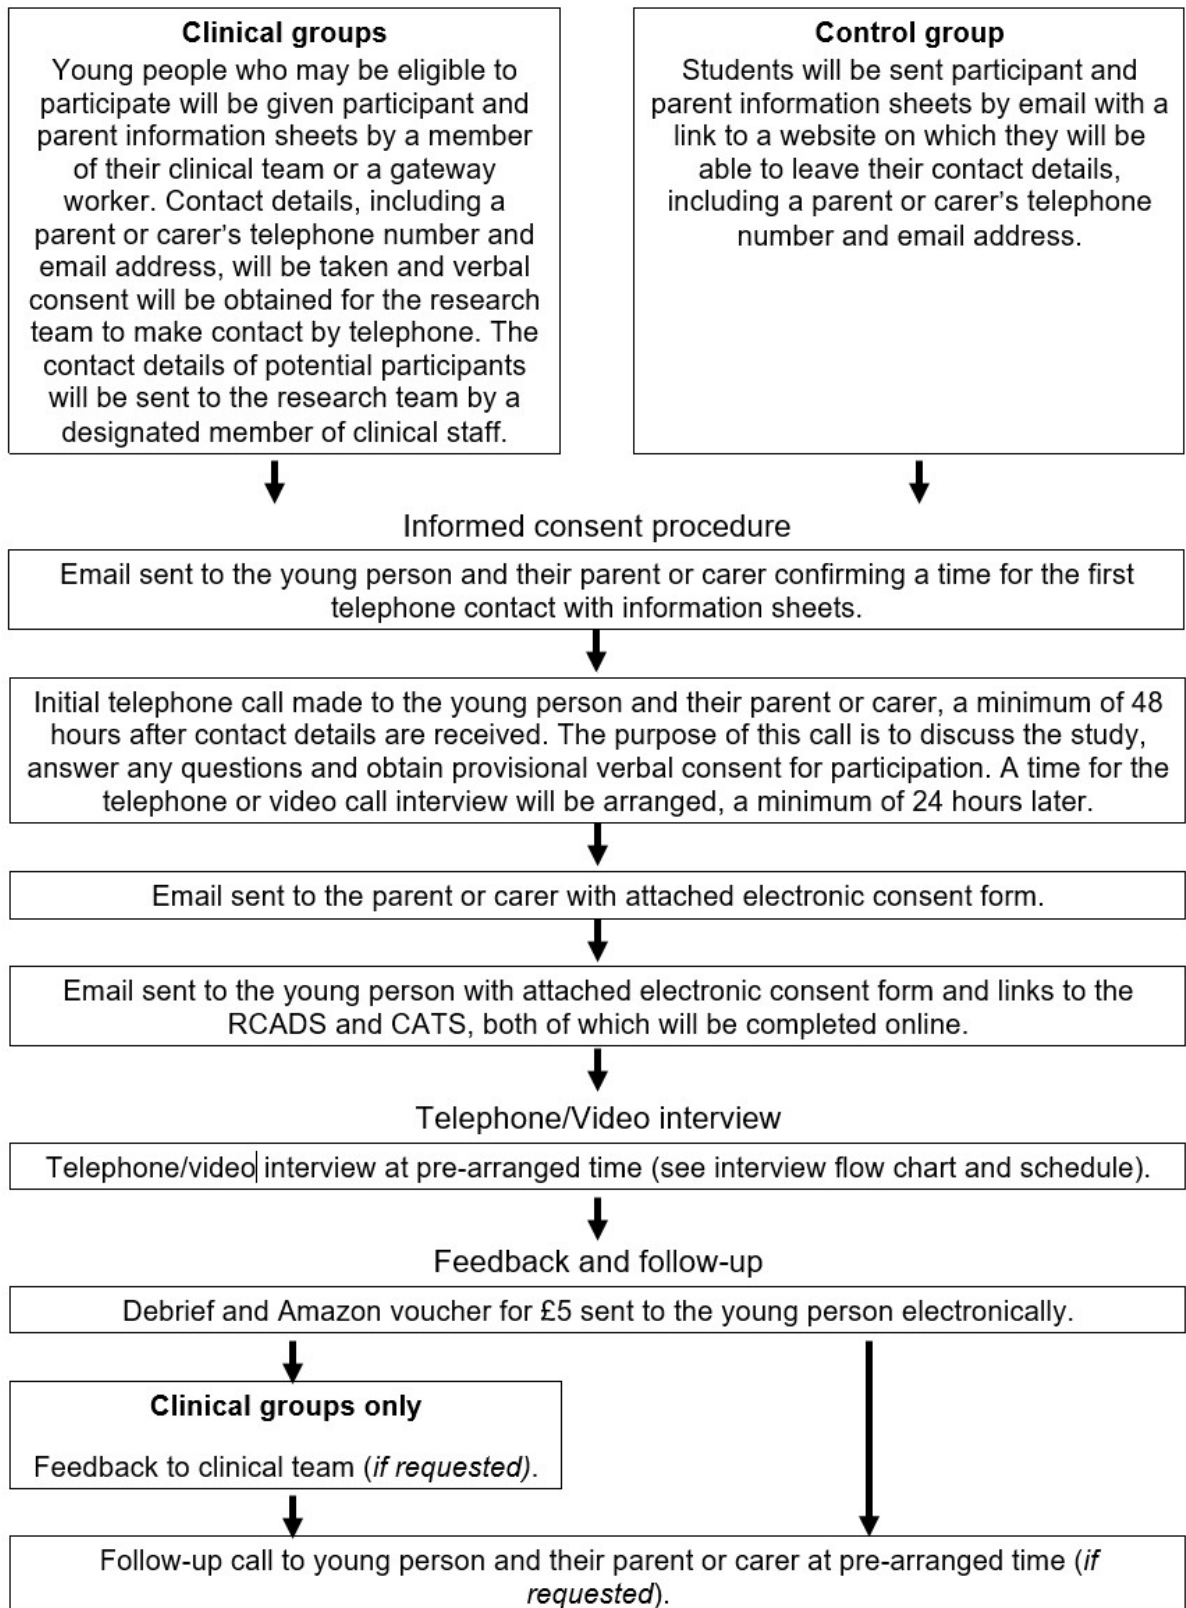 Clinical groups
Young people who may be eligible to
participate will be given participant and
parent information sheets by a member
of their clinical team or a gateway
worker. Contact details, including a
parent or carer’s telephone number and
email address, will be taken and verbal
consent will be obtained for the research
team to make contact by telephone. The
contact details of potential participants
will be sent to the research team by a
designated member of clinical staff.
Control group
Students will be sent participant and
parent information sheets by email with a
link to a website on which they will be
able to leave their contact details,
including a parent or carer’s telephone
number and email address.
Informed consent procedure
Email sent to the young person and their parent or carer confirming a time for the first
telephone contact with information sheets.
Initial telephone call made to the young person and their parent or carer, a minimum of 48
hours after contact details are received. The purpose of this call is to discuss the study,
answer any questions and obtain provisional verbal consent for participation. A time for the
telephone or video call interview will be arranged, a minimum of 24 hours later.
Email sent to the parent or carer with attached electronic consent form.
Email sent to the young person with attached electronic consent form and links to the
RCADS and CATS, both of which will be completed online.
Telephone/Video interview
Telephone/video interview at pre-arranged time (see interview flow chart and schedule).
Feedback and follow-up
Debrief and Amazon voucher for £5 sent to the young person electronically.
Clinical groups only
Feedback to clinical team (if requested).
Follow-up call to young person and their parent or carer at pre-arranged time (if
requested).